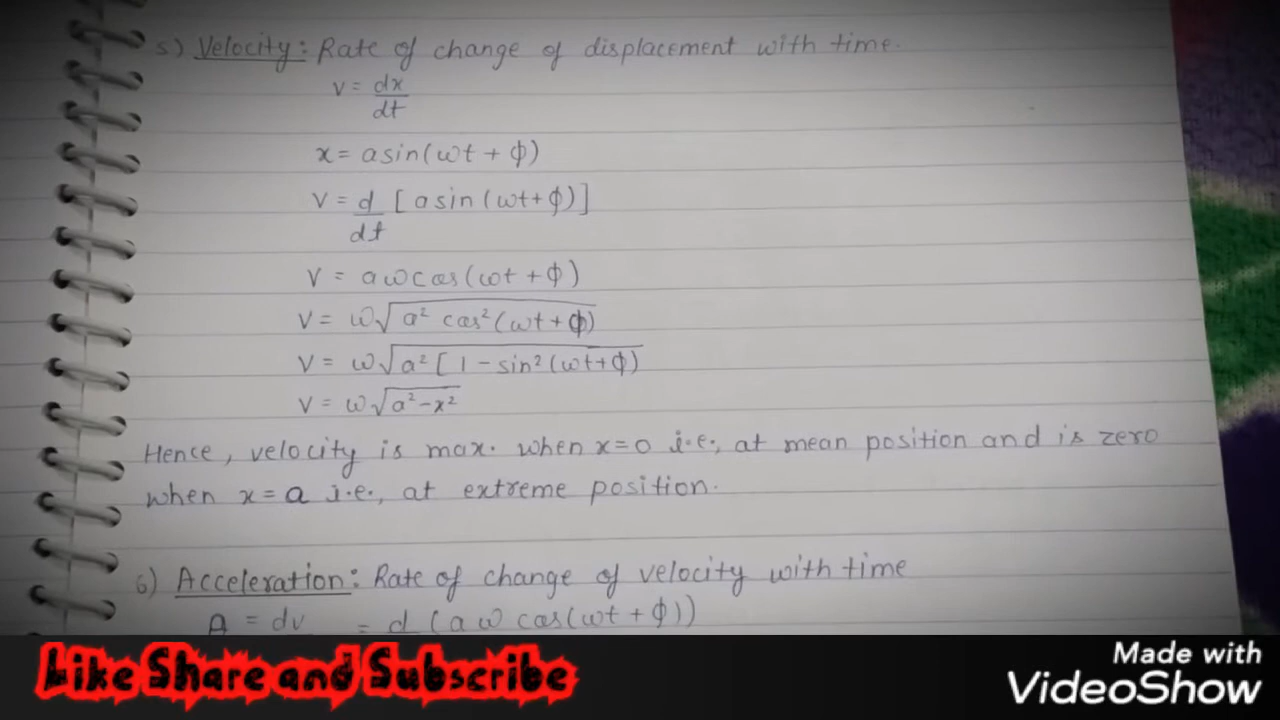 5) Velocity: Rate of change of displacement with time.
v = dx/dt
x = a sin(ωt + ϕ)
v = d/dt [a sin(ωt+ϕ)]
v = aω cos(ωt + ϕ)
v = ω√a² cos²(ωt + ϕ)
v = ω√a² [1 - sin²(ωt+ϕ)
v = ω√a²-x²
Hence, velocity is max. when x=0 i.e., at mean position and is zero
when x=a i.e., at extreme position.
6) Acceleration: Rate of change of velocity with time
A = dv = d (aω cos(ωt + ϕ))
Like Share and Subscribe
Made with
VideoShow